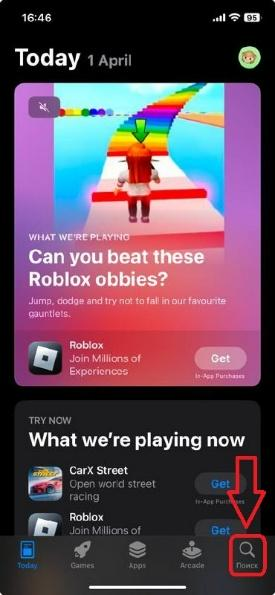 16:46
95
Today 1 April
WHAT WE'RE PLAYING
Can you beat these
Roblox obbies?
Jump, dodge and try not to fall in our favourite
gauntlets.
Roblox
Join Millions of
Experiences
Get
In-App Purchases
TRY NOW
What we're playing now
CarX Street
Open world street
racing
Get
In-App Purchases
Roblox
Join Millions of
Get
Today
Games
Apps
Arcade
Поиск